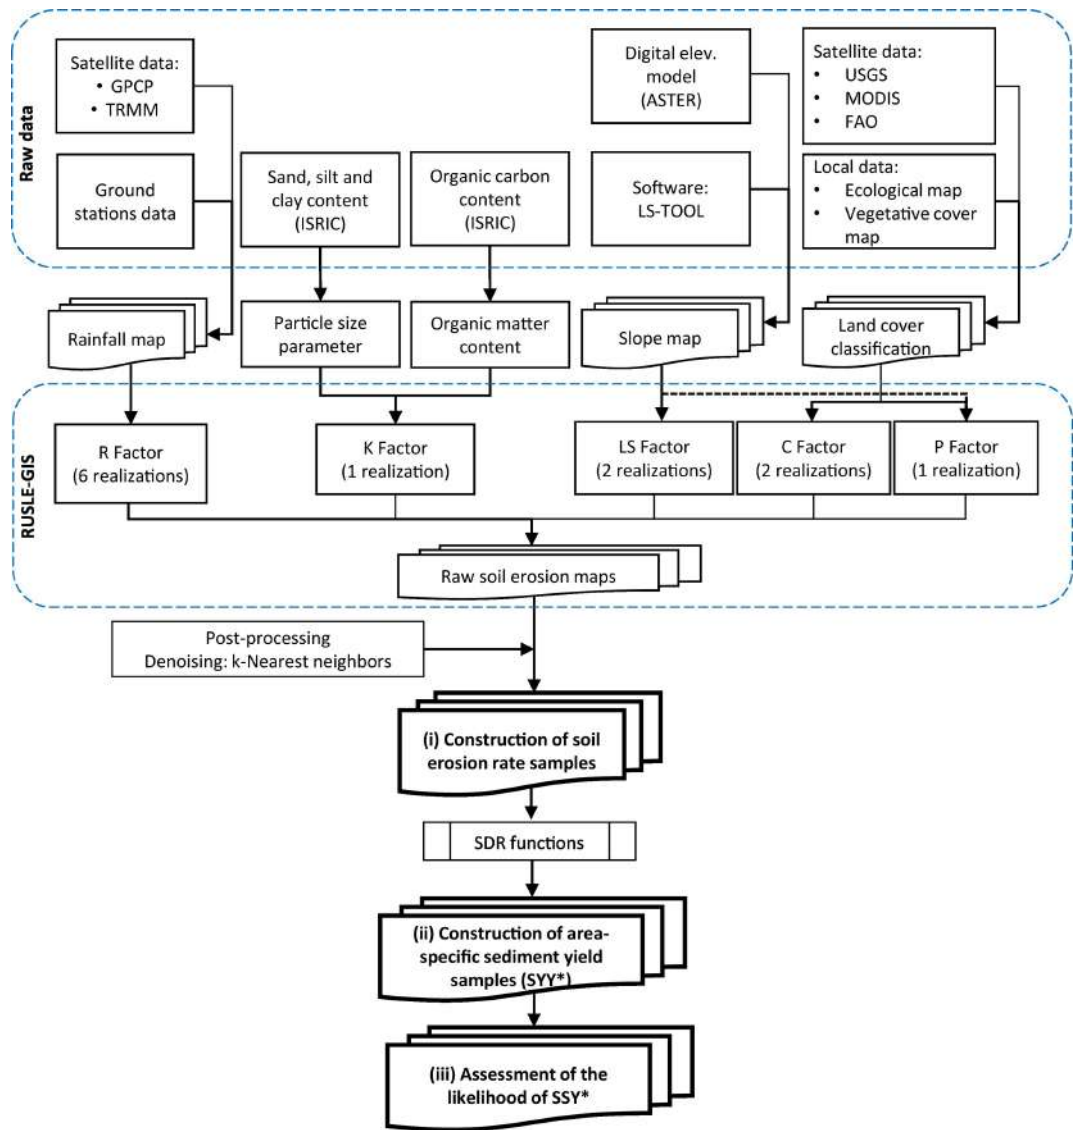 Raw data
Satellite data:
• GPCP
• TRMM
Ground
stations data
Sand, silt and
clay content
(ISRIC)
Organic carbon
content
(ISRIC)
Digital elev.
model
(ASTER)
Software:
LS-TOOL
Satellite data:
• USGS
• MODIS
• FAO
Local data:
• Ecological map
• Vegetative cover
map
Rainfall map
Particle size
parameter
Organic matter
content
Slope map
Land cover
classification
RUSLE-GIS
R Factor
(6 realizations)
K Factor
(1 realization)
LS Factor
(2 realizations)
C Factor
(2 realizations)
P Factor
(1 realization)
Raw soil erosion maps
Post-processing
Denoising: k-Nearest neighbors
(i) Construction of soil
erosion rate samples
SDR functions
(ii) Construction of area-
specific sediment yield
samples (SYY*)
(iii) Assessment of the
likelihood of SSY*